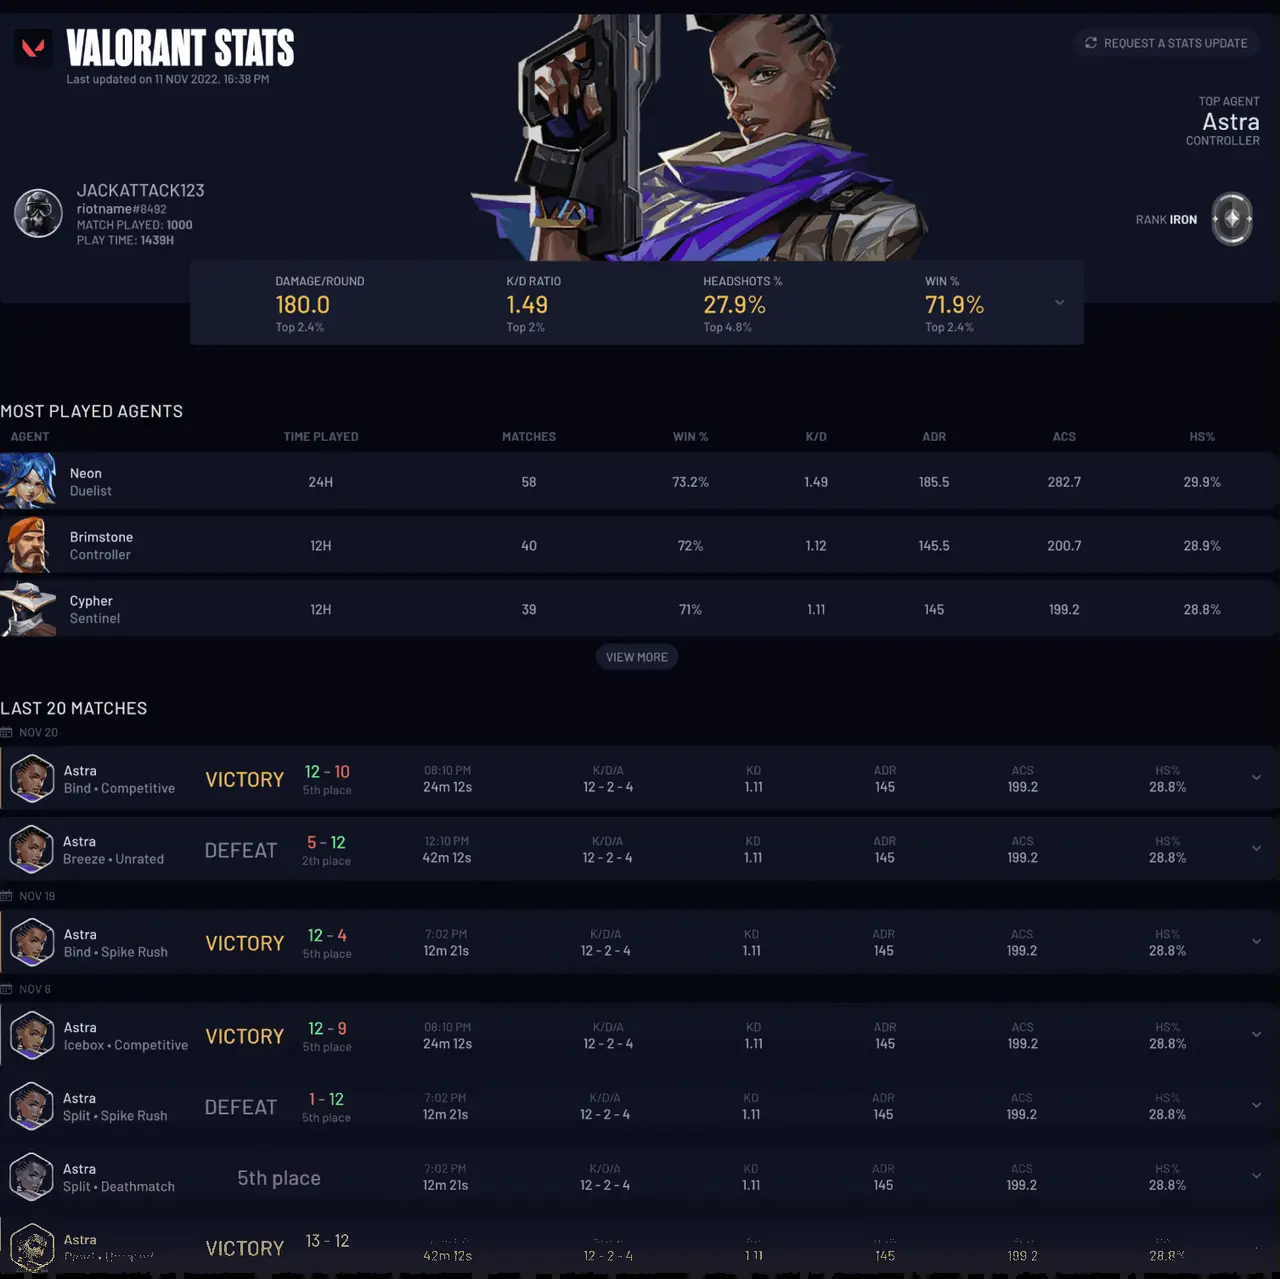 VALORANT STATS
Last updated on 11 NOV 2022, 16:38 PM
REQUEST A STATS UPDATE
TOP AGENT
Astra
CONTROLLER
JACKATTACK123
riotname#8492
MATCH PLAYED: 1000
PLAY TIME: 1439H
RANK IRON
DAMAGE/ROUND K/D RATIO HEADSHOTS % WIN %
180.0 1.49 27.9% 71.9%
Top 2.4% Top 2% Top 4.8% Top 2.4%
MOST PLAYED AGENTS
AGENT TIME PLAYED MATCHES WIN % K/D ADR ACS HS%
Neon
Duelist
24H 58 73.2% 1.49 185.5 282.7 29.9%
Brimstone
Controller
12H 40 72% 1.12 145.5 200.7 28.9%
Cypher
Sentinel
12H 39 71% 1.11 145 199.2 28.8%
VIEW MORE
LAST 20 MATCHES
NOV 20
Astra
Bind • Competitive
VICTORY
12 - 10
5th place
08:10 PM K/D/A KD ADR ACS HS%
24m 12s 12 - 2 - 4 1.11 145 199.2 28.8%
Astra
Breeze • Unrated
DEFEAT
5 - 12
2th place
12:10 PM K/D/A KD ADR ACS HS%
42m 12s 12 - 2 - 4 1.11 145 199.2 28.8%
NOV 19
Astra
Bind • Spike Rush
VICTORY
12 - 4
5th place
7:02 PM K/D/A KD ADR ACS HS%
12m 21s 12 - 2 - 4 1.11 145 199.2 28.8%
NOV 8
Astra
Icebox • Competitive
VICTORY
12 - 9
5th place
08:10 PM K/D/A KD ADR ACS HS%
24m 12s 12 - 2 - 4 1.11 145 199.2 28.8%
Astra
Split • Spike Rush
DEFEAT
1 - 12
5th place
7:02 PM K/D/A KD ADR ACS HS%
12m 21s 12 - 2 - 4 1.11 145 199.2 28.8%
Astra
Split • Deathmatch
5th place
7:02 PM K/D/A KD ADR ACS HS%
12m 21s 12 - 2 - 4 1.11 145 199.2 28.8%
Astra
VICTORY
13 - 12
42m 12s 12 - 2 - 4 1.11 145 199.2 28.8%